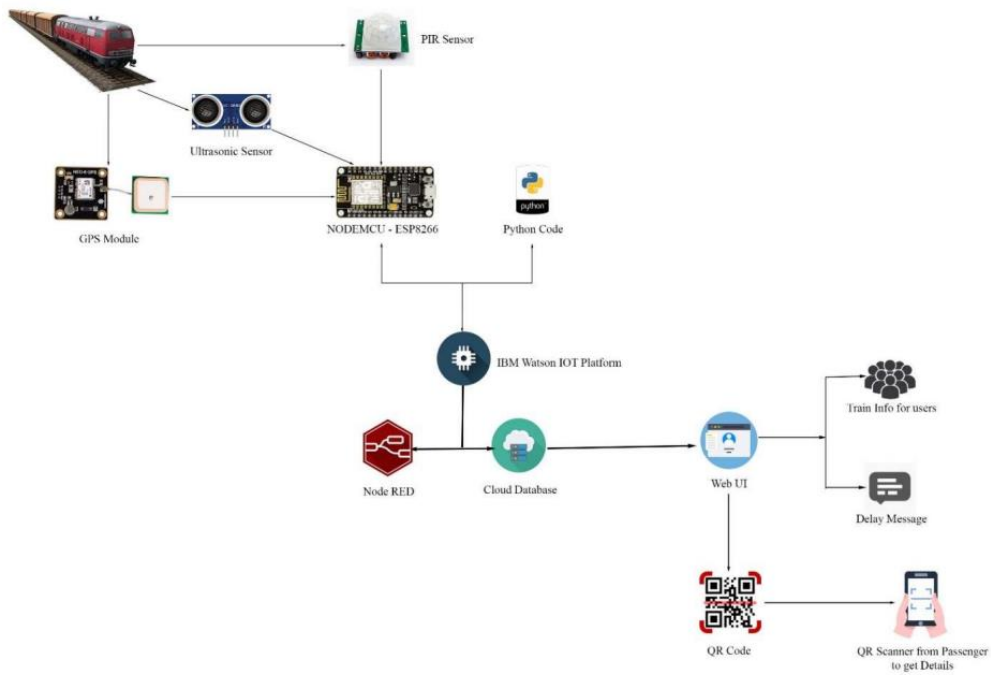 PIR Sensor
Ultrasonic Sensor
GPS Module
NODEMCU - ESP8266
python
Python Code
IBM Watson IOT Platform
Train Info for users
Node RED
Cloud Database
Web UI
Delay Message
QR Code
QR Scanner from Passenger
to get Details